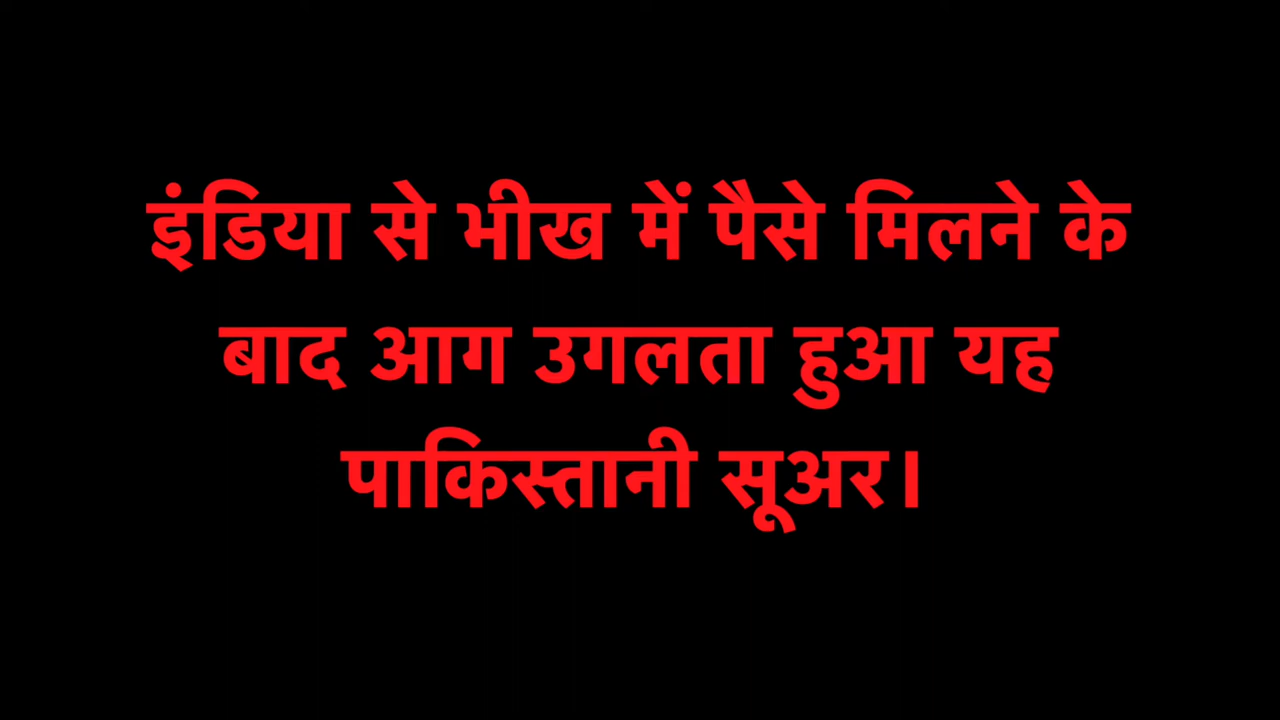 इंडिया से भीख में पैसे मिलने के
बाद आग उगलता हुआ यह
पाकिस्तानी सूअर।